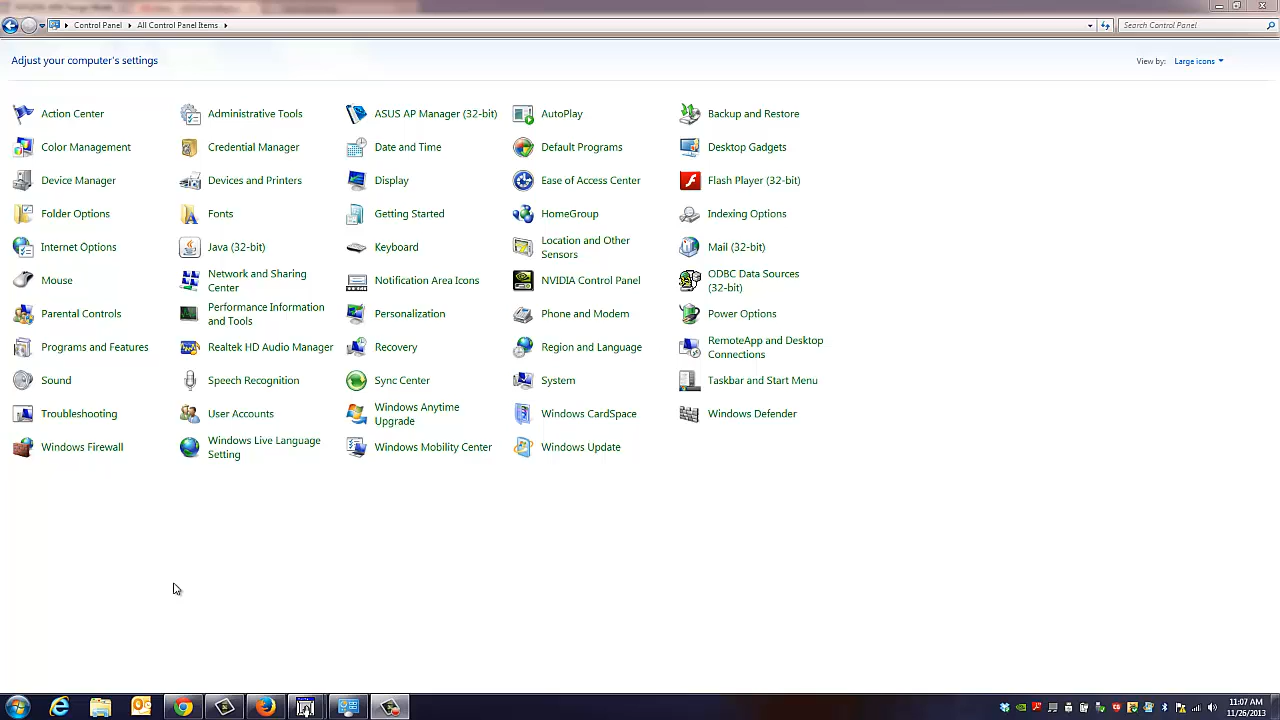 Control Panel All Control Panel Items Search Control Panel
Adjust your computer's settings View by: Large icons
Action Center Administrative Tools ASUS AP Manager (32-bit) AutoPlay Backup and Restore
Color Management Credential Manager Date and Time Default Programs Desktop Gadgets
Device Manager Devices and Printers Display Ease of Access Center Flash Player (32-bit)
Folder Options Fonts Getting Started HomeGroup Indexing Options
Internet Options Java (32-bit) Keyboard Location and Other
Sensors Mail (32-bit)
Mouse Network and Sharing
Center Notification Area Icons NVIDIA Control Panel ODBC Data Sources
(32-bit)
Parental Controls Performance Information
and Tools Personalization Phone and Modem Power Options
Programs and Features Realtek HD Audio Manager Recovery Region and Language RemoteApp and Desktop
Connections
Sound Speech Recognition Sync Center System Taskbar and Start Menu
Troubleshooting User Accounts Windows Anytime
Upgrade Windows CardSpace Windows Defender
Windows Firewall Windows Live Language
Setting Windows Mobility Center Windows Update
11:07 AM
11/26/2013